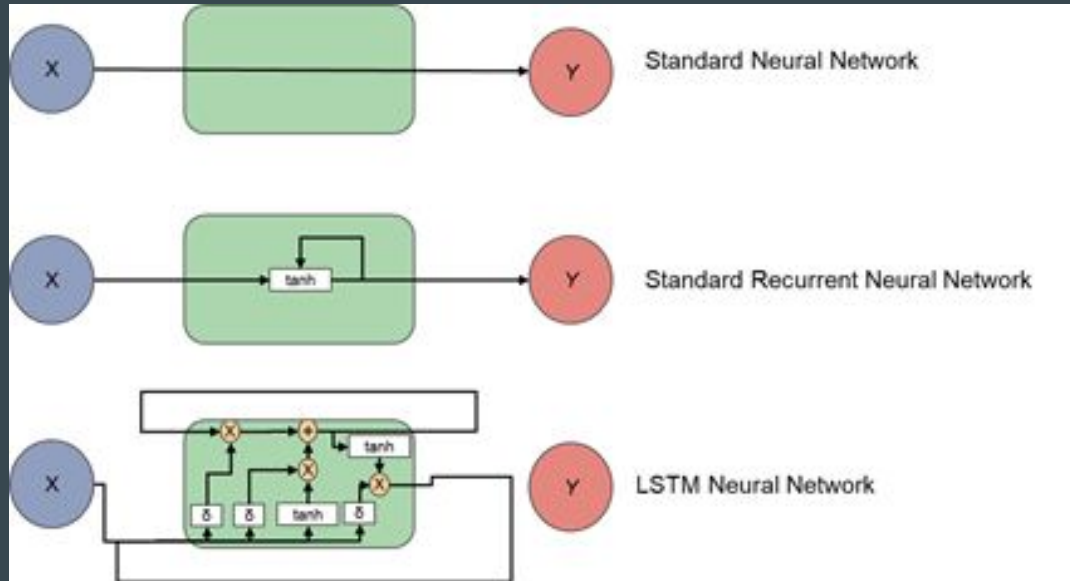 X
Y
Standard Neural Network
X
tanh
Y
Standard Recurrent Neural Network
X
X
+
tanh
X
X
δ
δ
tanh
δ
Y
LSTM Neural Network